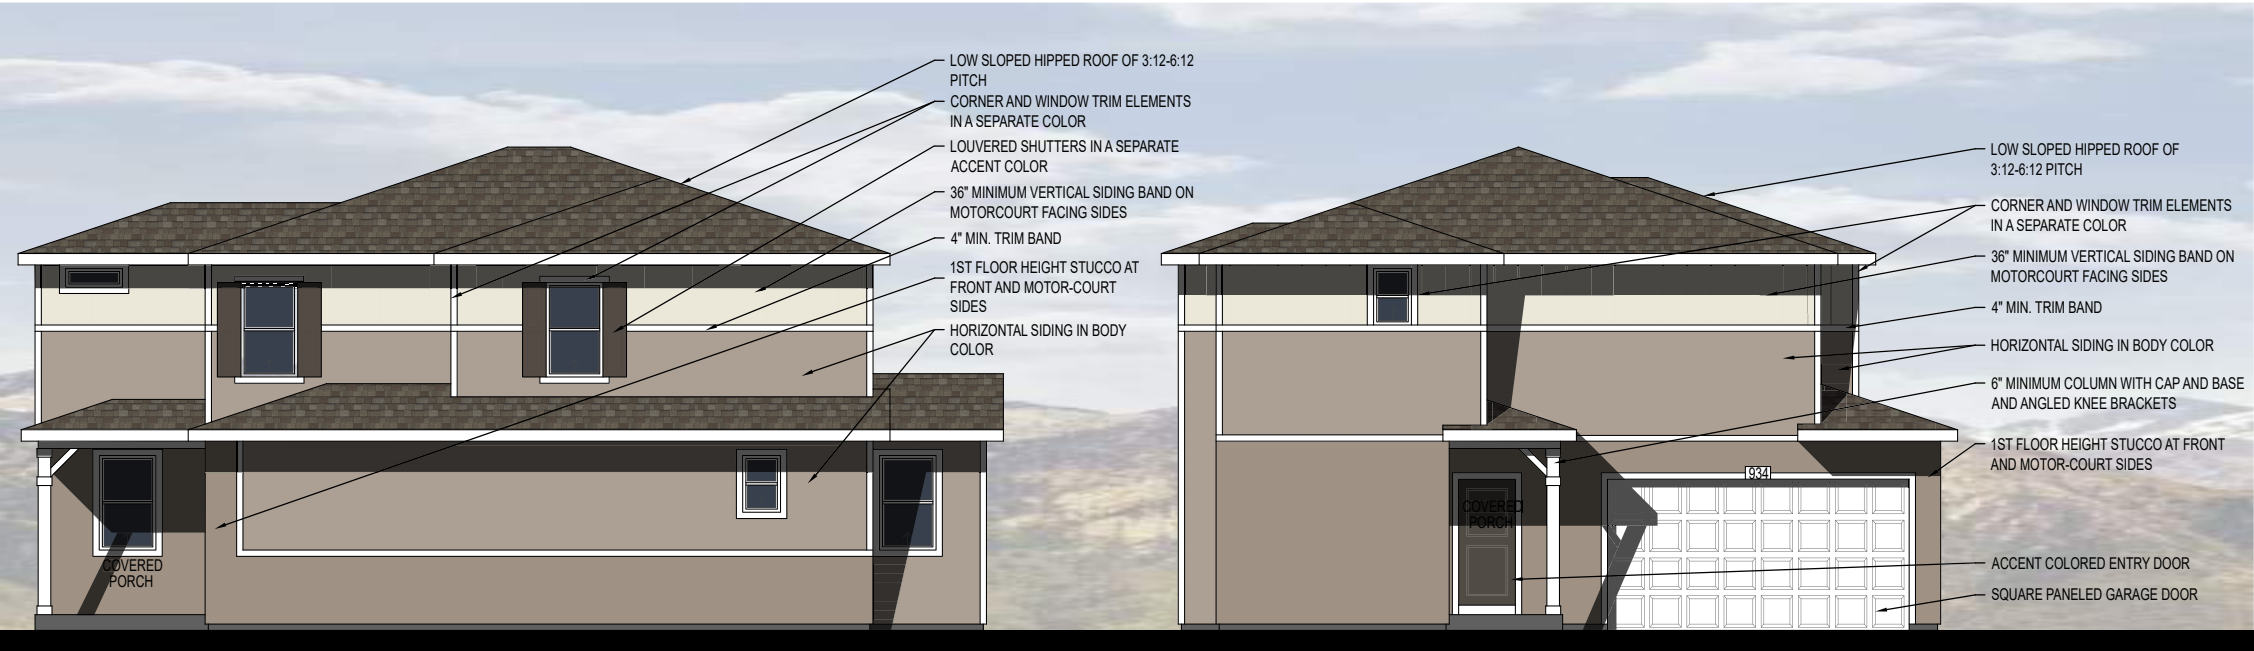 LOW SLOPED HIPPED ROOF OF 3:12-6:12
PITCH
CORNER AND WINDOW TRIM ELEMENTS
IN A SEPARATE COLOR
LOUVERED SHUTTERS IN A SEPARATE
ACCENT COLOR
36" MINIMUM VERTICAL SIDING BAND ON
MOTORCOURT FACING SIDES
4" MIN. TRIM BAND
1ST FLOOR HEIGHT STUCCO AT
FRONT AND MOTOR-COURT
SIDES
HORIZONTAL SIDING IN BODY
COLOR
COVERED
PORCH
LOW SLOPED HIPPED ROOF OF
3:12-6:12 PITCH
CORNER AND WINDOW TRIM ELEMENTS
IN A SEPARATE COLOR
36" MINIMUM VERTICAL SIDING BAND ON
MOTORCOURT FACING SIDES
4" MIN. TRIM BAND
HORIZONTAL SIDING IN BODY COLOR
6" MINIMUM COLUMN WITH CAP AND BASE
AND ANGLED KNEE BRACKETS
1ST FLOOR HEIGHT STUCCO AT FRONT
AND MOTOR-COURT SIDES
934
COVERED
PORCH
ACCENT COLORED ENTRY DOOR
SQUARE PANELED GARAGE DOOR